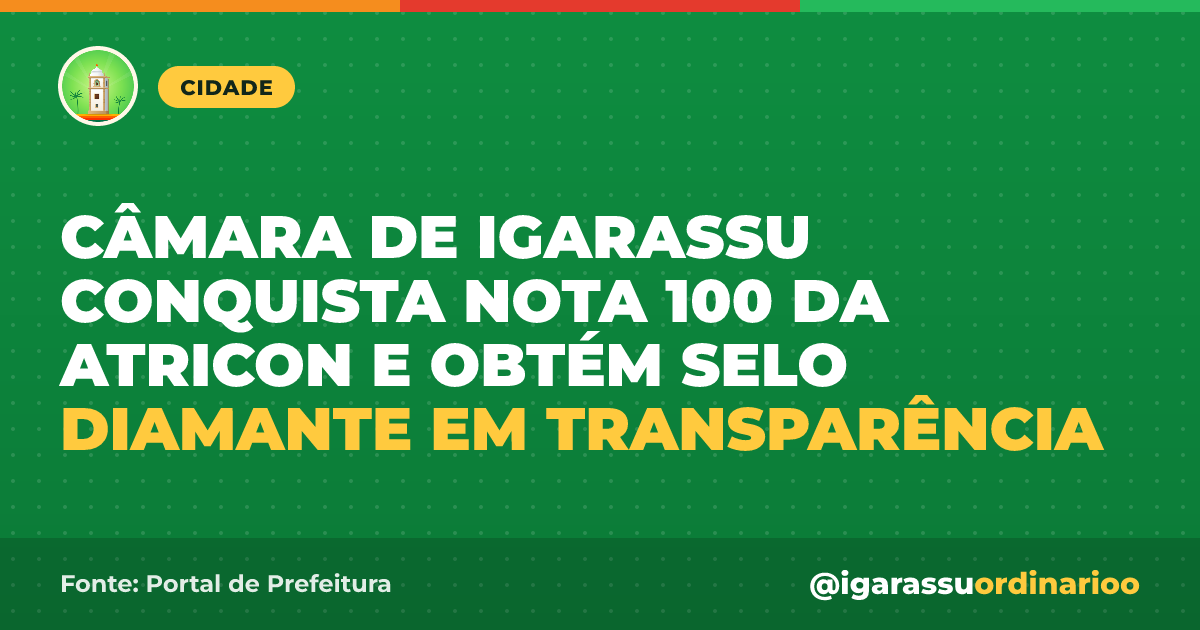 CIDADE
CÂMARA DE IGARASSU
CONQUISTA NOTA 100 DA
ATRICON E OBTÉM SELO
DIAMANTE EM TRANSPARÊNCIA
Fonte: Portal de Prefeitura
@igarassuordinarioo